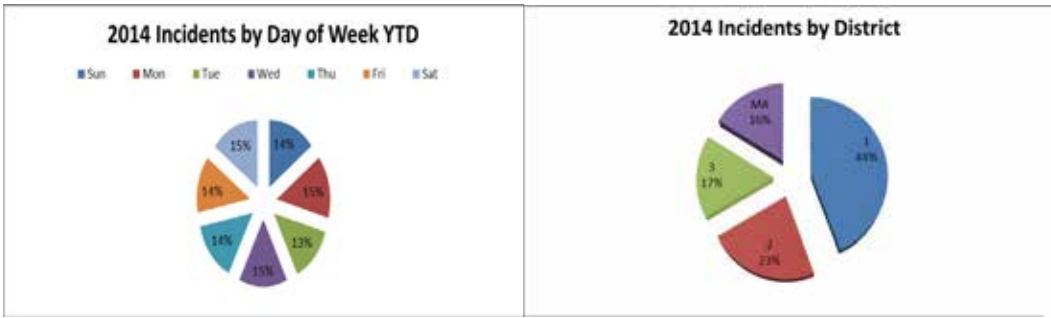 2014 Incidents by Day of Week YTD
Sun Mon Tue Wed Thu Fri Sat
15% 14%
14% 15%
14% 13%
15%
2014 Incidents by District
MA
16%
1
44%
3
17%
2
23%